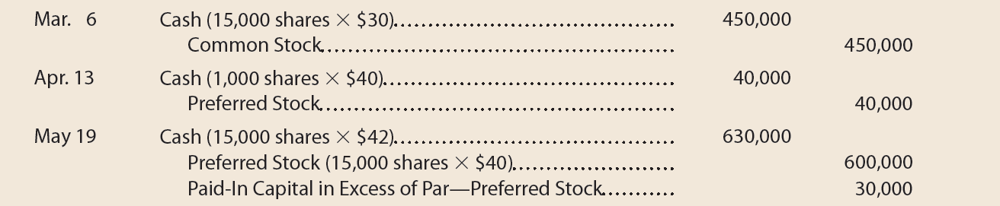 Mar. 6 Cash (15,000 shares × $30)........................................ 450,000
Common Stock........................................ 450,000
Apr. 13 Cash (1,000 shares × $40)........................................ 40,000
Preferred Stock........................................ 40,000
May 19 Cash (15,000 shares × $42)........................................ 630,000
Preferred Stock (15,000 shares × $40)....................... 600,000
Paid-In Capital in Excess of Par—Preferred Stock.......... 30,000